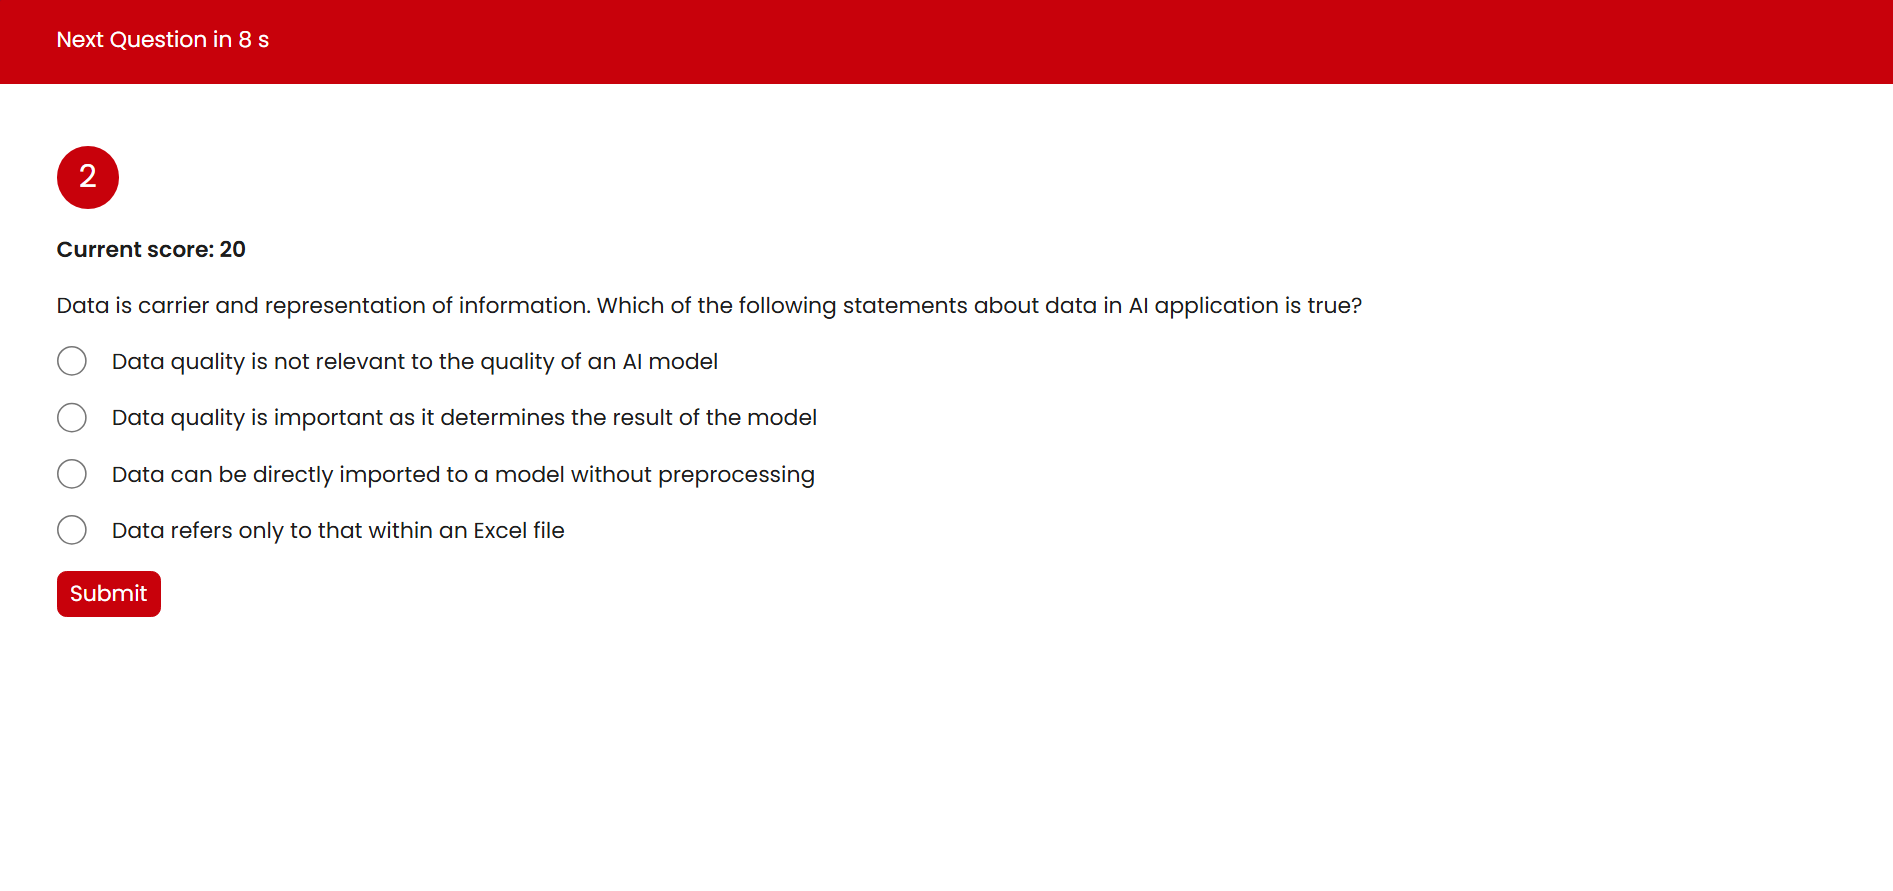 Next Question in 8 s
2
Current score: 20
Data is carrier and representation of information. Which of the following statements about data in AI application is true?
Data quality is not relevant to the quality of an AI model
Data quality is important as it determines the result of the model
Data can be directly imported to a model without preprocessing
Data refers only to that within an Excel file
Submit